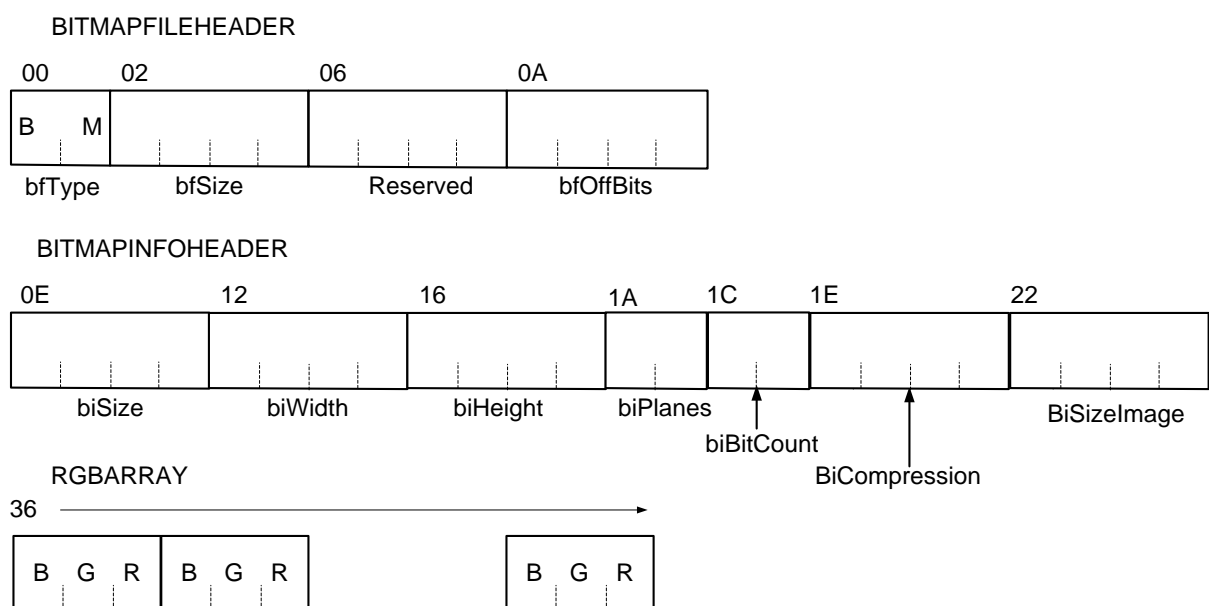 BITMAPFILEHEADER
00 02 06 0A
B M
bfType bfSize Reserved bfOffBits
BITMAPINFOHEADER
0E 12 16 1A 1C 1E 22
biSize biWidth biHeight biPlanes BiSizeImage
biBitCount
RGBARRAY BiCompression
36
B G R B G R B G R